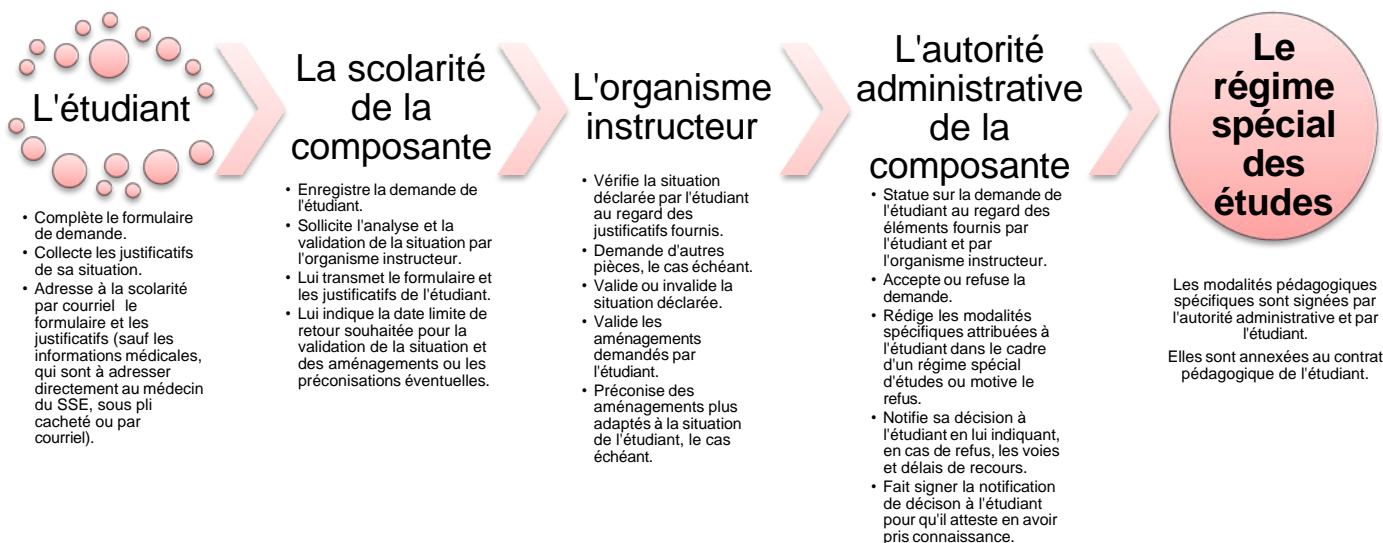 L'étudiant
• Complète le formulaire
de demande.
• Collecte les justificatifs
de sa situation.
• Adresse à la scolarité
par courriel le
formulaire et les
justificatifs (sauf les
informations médicales,
qui sont à adresser
directement au médecin
du SSE, sous pli
cacheté ou par
courriel).
La scolarité
de la
composante
• Enregistre la demande de
l'étudiant.
• Sollicite l'analyse et la
validation de la situation par
l'organisme instructeur.
• Lui transmet le formulaire et
les justificatifs de l'étudiant.
• Lui indique la date limite de
retour souhaitée pour la
validation de la situation et
des aménagements ou les
préconisations éventuelles.
L'organisme
instructeur
• Vérifie la situation
déclarée par l'étudiant
au regard des
justificatifs fournis.
• Demande d'autres
pièces, le cas échéant.
• Valide ou invalide la
situation déclarée.
• Valide les
aménagements
demandés par
l'étudiant.
• Préconise des
aménagements plus
adaptés à la situation
de l'étudiant, le cas
échéant.
L'autorité
administrative
de la
composante
• Statue sur la demande de
l'étudiant au regard des
éléments fournis par
l'étudiant et par
l'organisme instructeur.
• Accepte ou refuse la
demande.
• Rédige les modalités
spécifiques attribuées à
l'étudiant dans le cadre
d'un régime spécial
d'études ou motive le
refus.
• Notifie sa décision à
l'étudiant en lui indiquant,
en cas de refus, les voies
et délais de recours.
• Fait signer la notification
de décison à l'étudiant
pour qu'il atteste en avoir
pris connaissance.
Le
régime
spécial
des
études
Les modalités pédagogiques
spécifiques sont signées par
l'autorité administrative et par
l'étudiant.
Elles sont annexées au contrat
pédagogique de l'étudiant.